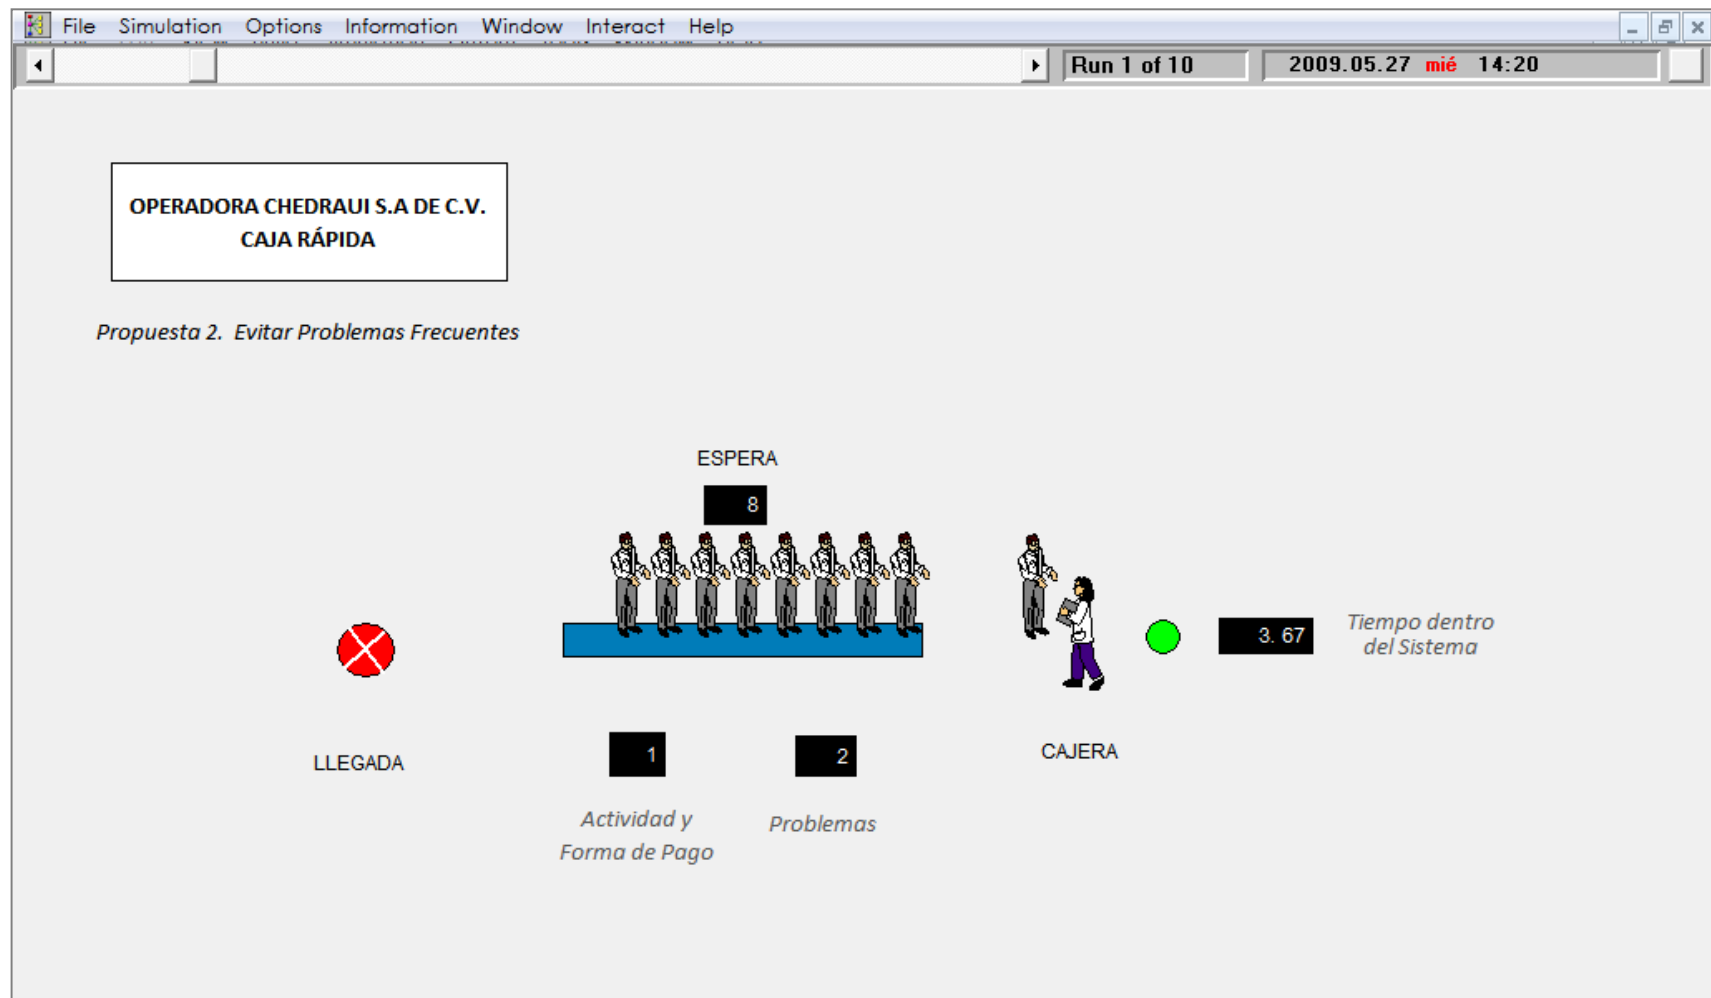 File Simulation Options Information Window Interact Help
Run 1 of 10
2009.05.27 mié 14:20
OPERADORA CHEDRAUI S.A DE C.V.
CAJA RÁPIDA
Propuesta 2. Evitar Problemas Frecuentes
ESPERA
8
3. 67
Tiempo dentro
del Sistema
LLEGADA
1
2
CAJERA
Actividad y
Forma de Pago
Problemas